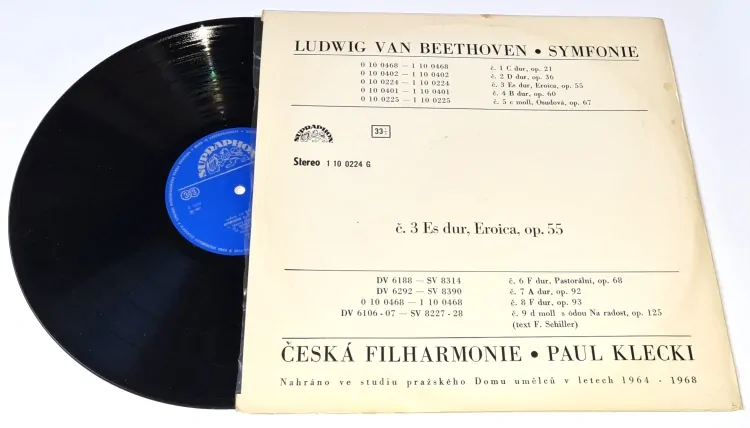 LUDWIG VAN BEETHOVEN • SYMFONIE
0 10 0468 — 1 10 0468 č. 1 C dur, op. 21
0 10 0402 — 1 10 0402 č. 2 D dur, op. 36
0 10 0224 — 1 10 0224 č. 3 Es dur, Eroica, op. 55
0 10 0401 — 1 10 0401 č. 4 B dur, op. 60
0 10 0225 — 1 10 0225 č. 5 c moll, Osudová, op. 67
SUPRAPHON
33⅓
Stereo 1 10 0224 G
č. 3 Es dur, Eroica, op. 55
DV 6188 — SV 8314 č. 6 F dur, Pastorální, op. 68
DV 6292 — SV 8390 č. 7 A dur, op. 92
0 10 0468 — 1 10 0468 č. 8 F dur, op. 93
DV 6106 - 07 — SV 8227 - 28 č. 9 d moll s ódou Na radost, op. 125
(text F. Schiller)
ČESKÁ FILHARMONIE • PAUL KLECKI
Nahráno ve studiu pražského Domu umělců v letech 1964 - 1968
SUPRAPHON
33